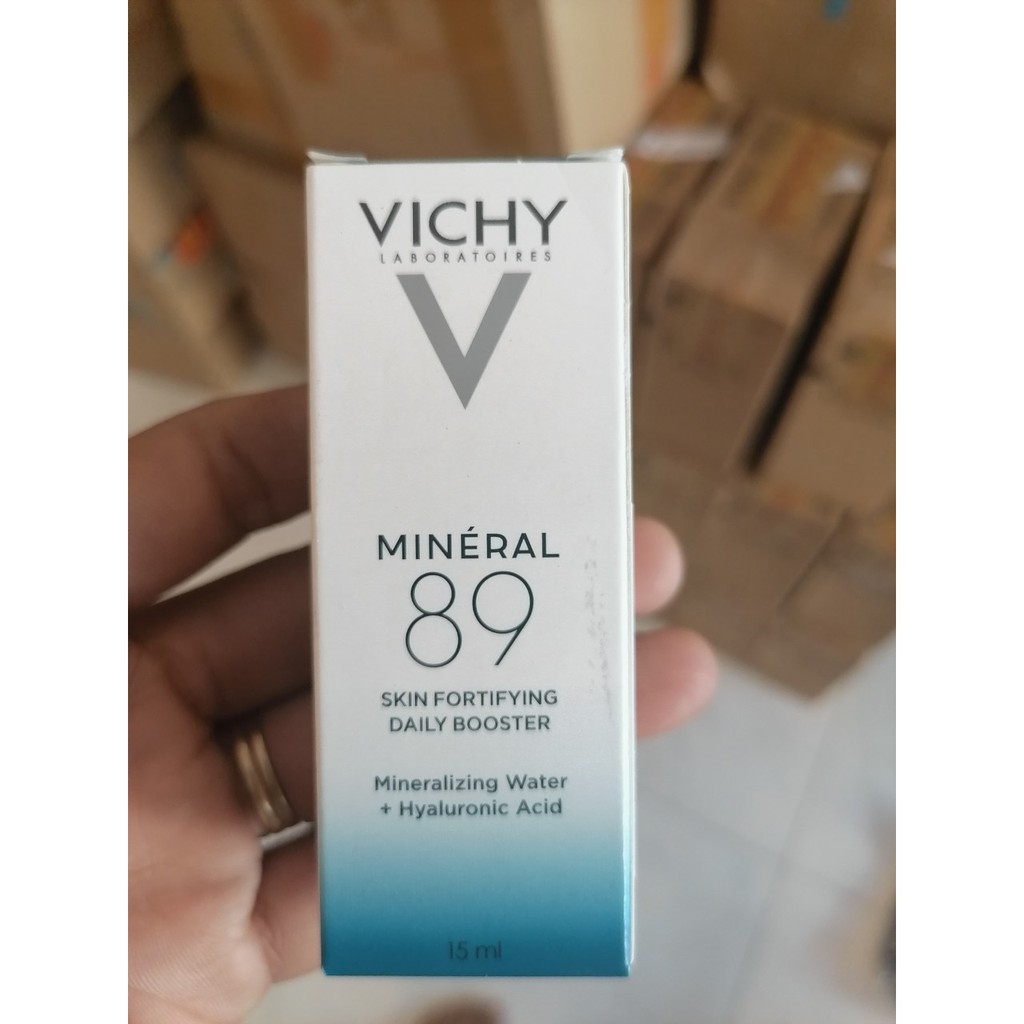 VICHY
LABORATOIRES
V
MINÉRAL
89
SKIN FORTIFYING
DAILY BOOSTER
Mineralizing Water
+ Hyaluronic Acid
15 ml